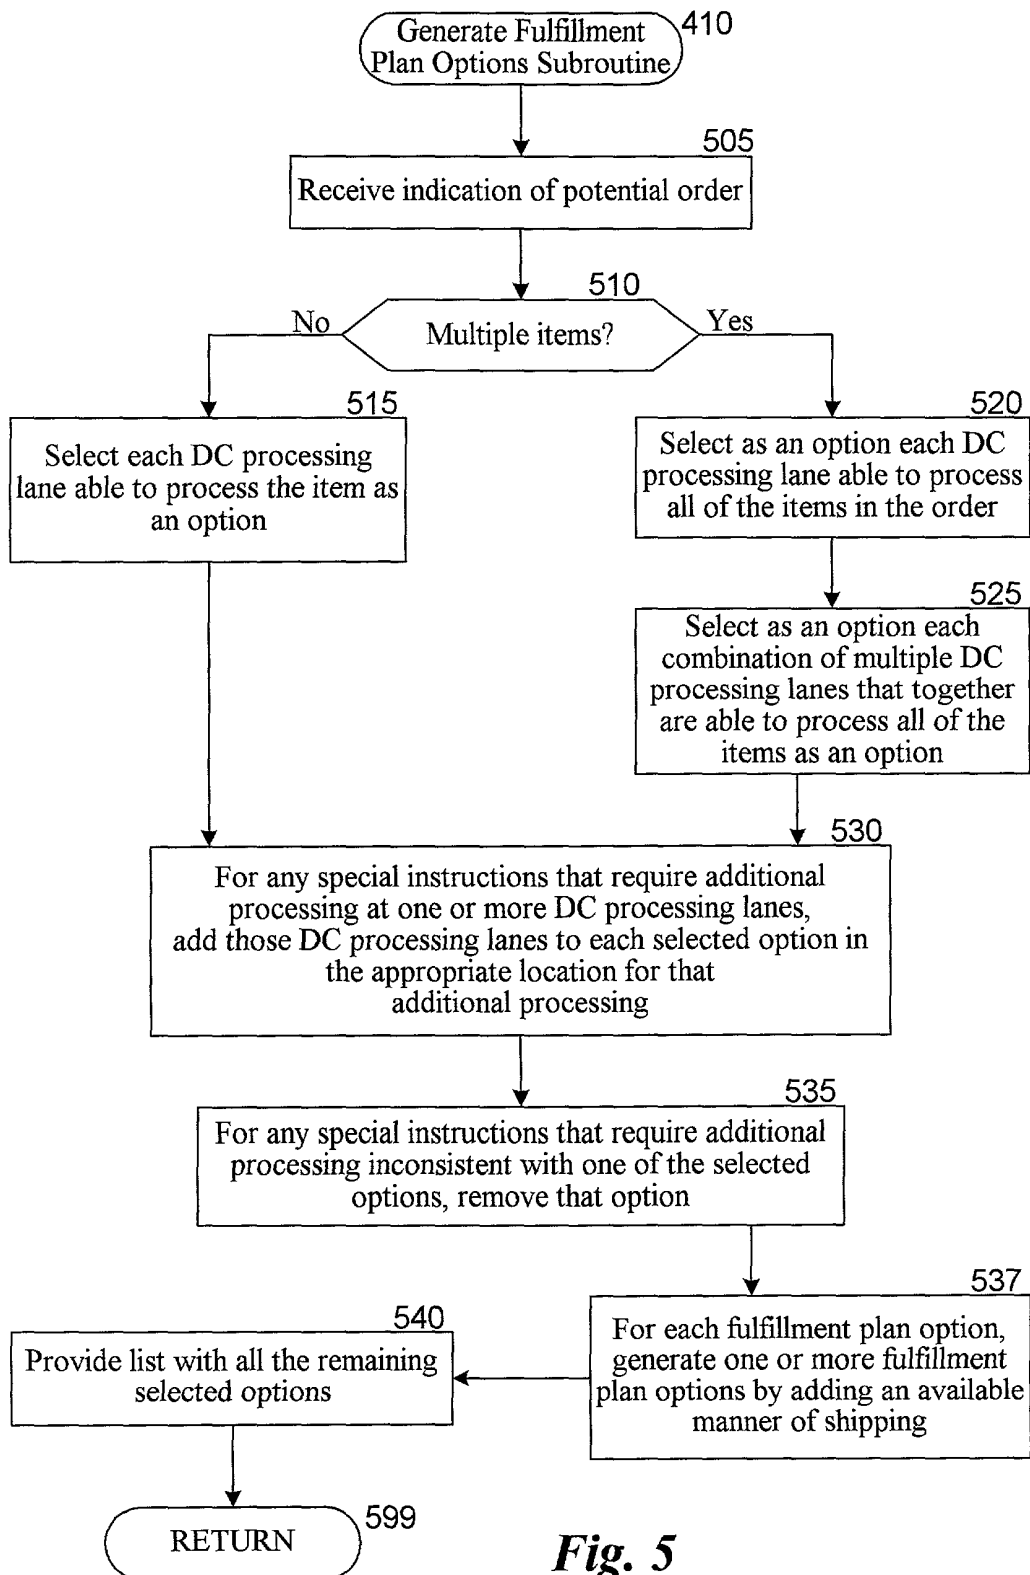 Generate Fulfillment
Plan Options Subroutine
410
505
Receive indication of potential order
510
No
Multiple items?
Yes
515
Select each DC processing
lane able to process the item as
an option
520
Select as an option each DC
processing lane able to process
all of the items in the order
525
Select as an option each
combination of multiple DC
processing lanes that together
are able to process all of the
items as an option
530
For any special instructions that require additional
processing at one or more DC processing lanes,
add those DC processing lanes to each selected option in
the appropriate location for that
additional processing
535
For any special instructions that require additional
processing inconsistent with one of the selected
options, remove that option
537
For each fulfillment plan option,
generate one or more fulfillment
plan options by adding an available
manner of shipping
540
Provide list with all the remaining
selected options
RETURN
599
Fig. 5